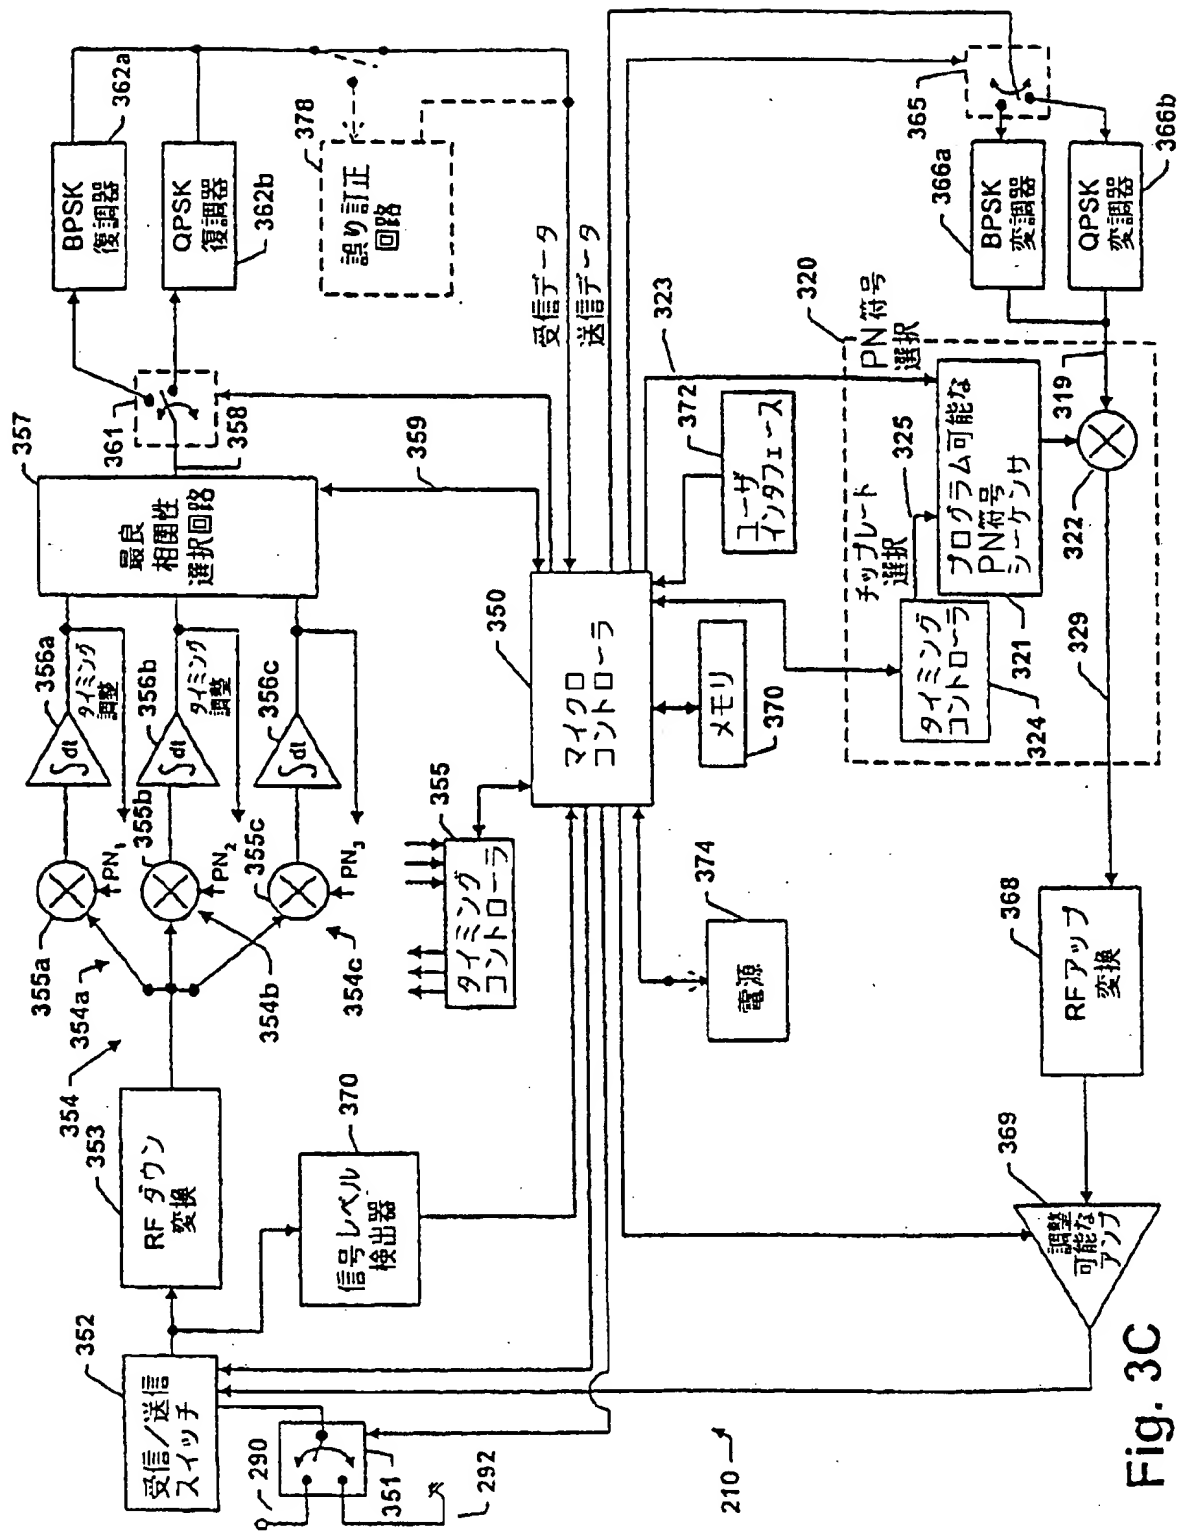 352
受信/送信
スイッチ
290
351
292
353
RFダウン
変換
370
信号レベル
検出器
354
354a
354b
354c
355a
355b
355c
PN1
PN2
PN3
356a
∫dt
タイミング
調整
356b
∫dt
タイミング
調整
356c
∫dt
357
最良
相関性
選択回路
361
358
359
362a
BPSK
復調器
QPSK
復調器
362b
378
誤り訂正
回路
受信データ
送信データ
355
タイミング
コントローラ
350
マイクロ
コントローラ
374
電源
メモリ
370
372
ユーザ
インタフェース
323
320
PN符号
選択
チップレート
選択
325
プログラム可能な
PN符号
シーケンサ
321
タイミング
コントローラ
324
319
322
329
365
366a
BPSK
変調器
QPSK
変調器
366b
368
RFアップ
変換
369
調整
可能な
アンプ
210
Fig. 3C